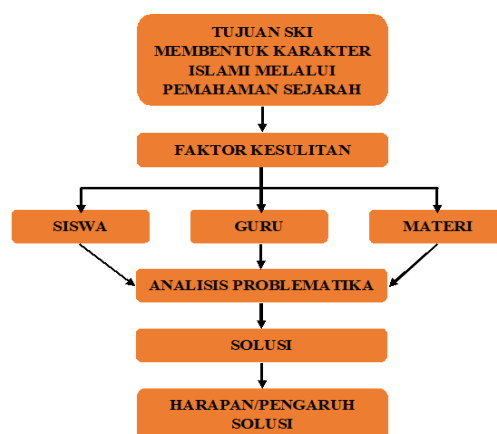 TUJUAN SKI
MEMBENTUK KARAKTER
ISLAMI MELALUI
PEMAHAMAN SEJARAH
FAKTOR KESULITAN
SISWA
GURU
MATERI
ANALISIS PROBLEMATIKA
SOLUSI
HARAPAN/PENGARUH
SOLUSI